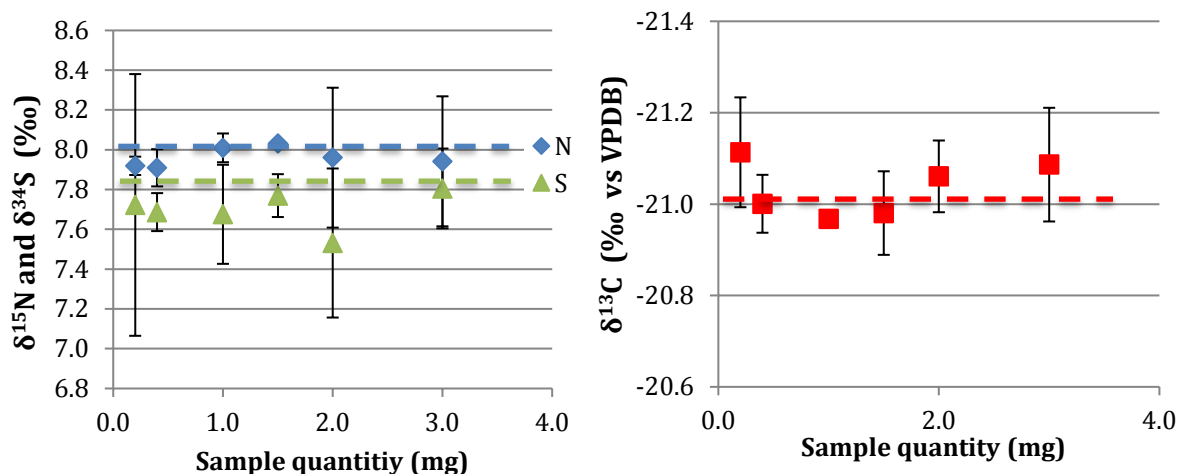 δ¹⁵N and δ³⁴S (‰)
8.6
8.4
8.2
8.0
7.8
7.6
7.4
7.2
7.0
6.8
N
S
0.0 1.0 2.0 3.0 4.0
Sample quantitiy (mg)
δ¹³C (‰ vs VPDB)
-21.4
-21.2
-21.0
-20.8
-20.6
0.0 2.0 4.0
Sample quantity (mg)